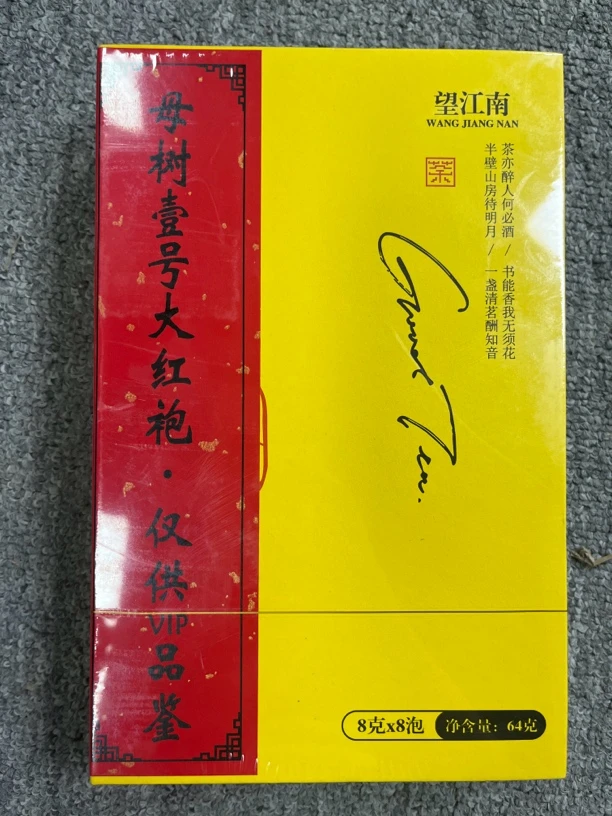 母树壹号大红袍·仅供VIP品鉴
望江南
WANG JIANG NAN
茶
茶亦醉人何必酒/书能香我无须花
半壁山房待明月/一盏清茗酬知音
8克x8泡 净含量：64克